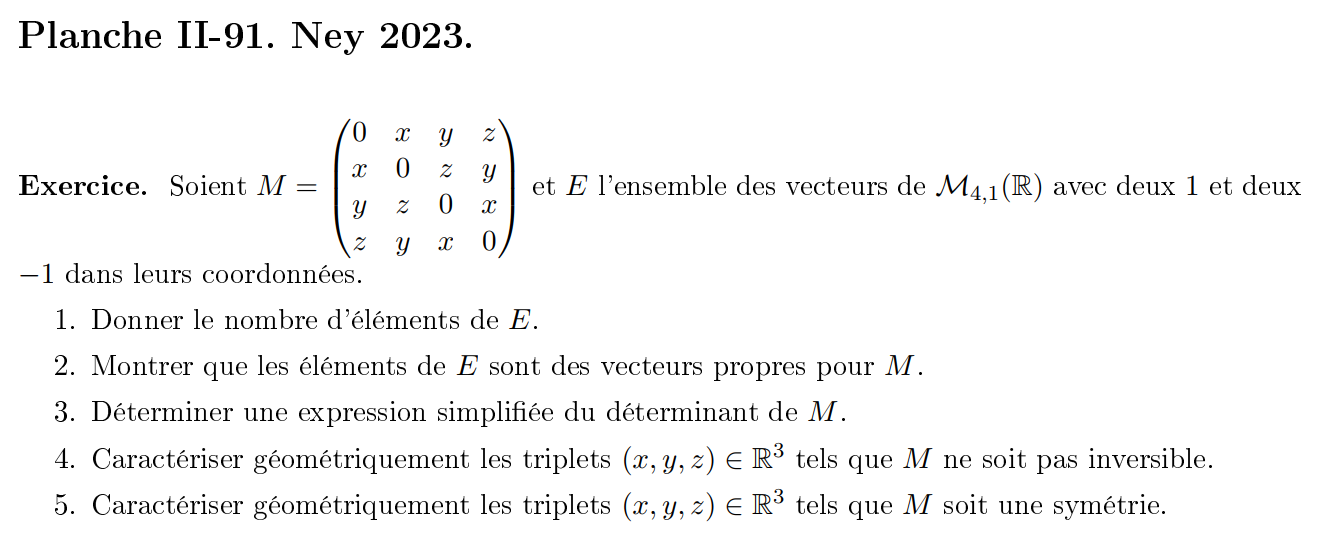 Planche II-91. Ney 2023.
Exercice. Soient $M = \begin{pmatrix} 0 & x & y & z \\ x & 0 & z & y \\ y & z & 0 & x \\ z & y & x & 0 \end{pmatrix}$ et $E$ l'ensemble des vecteurs de $\mathcal{M}_{4,1}(\mathbb{R})$ avec deux 1 et deux
−1 dans leurs coordonnées.
1. Donner le nombre d'éléments de $E$.
2. Montrer que les éléments de $E$ sont des vecteurs propres pour $M$.
3. Déterminer une expression simplifiée du déterminant de $M$.
4. Caractériser géométriquement les triplets $(x, y, z) \in \mathbb{R}^3$ tels que $M$ ne soit pas inversible.
5. Caractériser géométriquement les triplets $(x, y, z) \in \mathbb{R}^3$ tels que $M$ soit une symétrie.